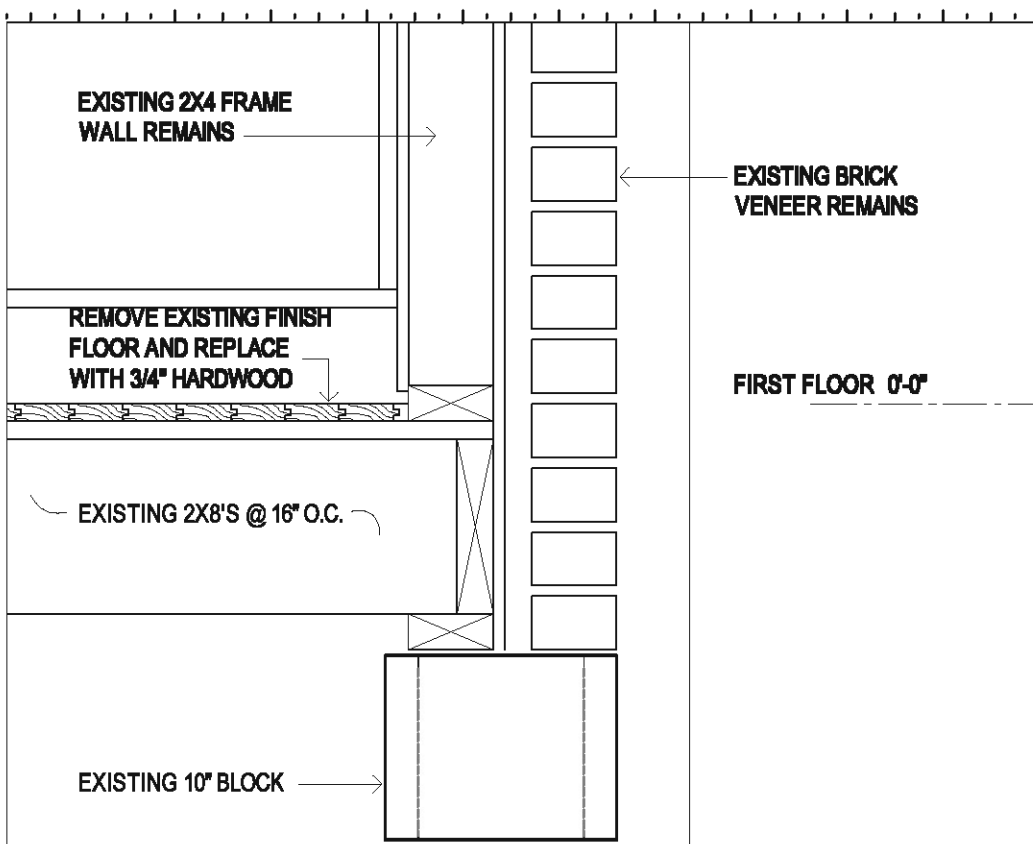 EXISTING 2X4 FRAME
WALL REMAINS
EXISTING BRICK
VENEER REMAINS
REMOVE EXISTING FINISH
FLOOR AND REPLACE
WITH 3/4" HARDWOOD
FIRST FLOOR 0'-0"
EXISTING 2X8'S @ 16" O.C.
EXISTING 10" BLOCK